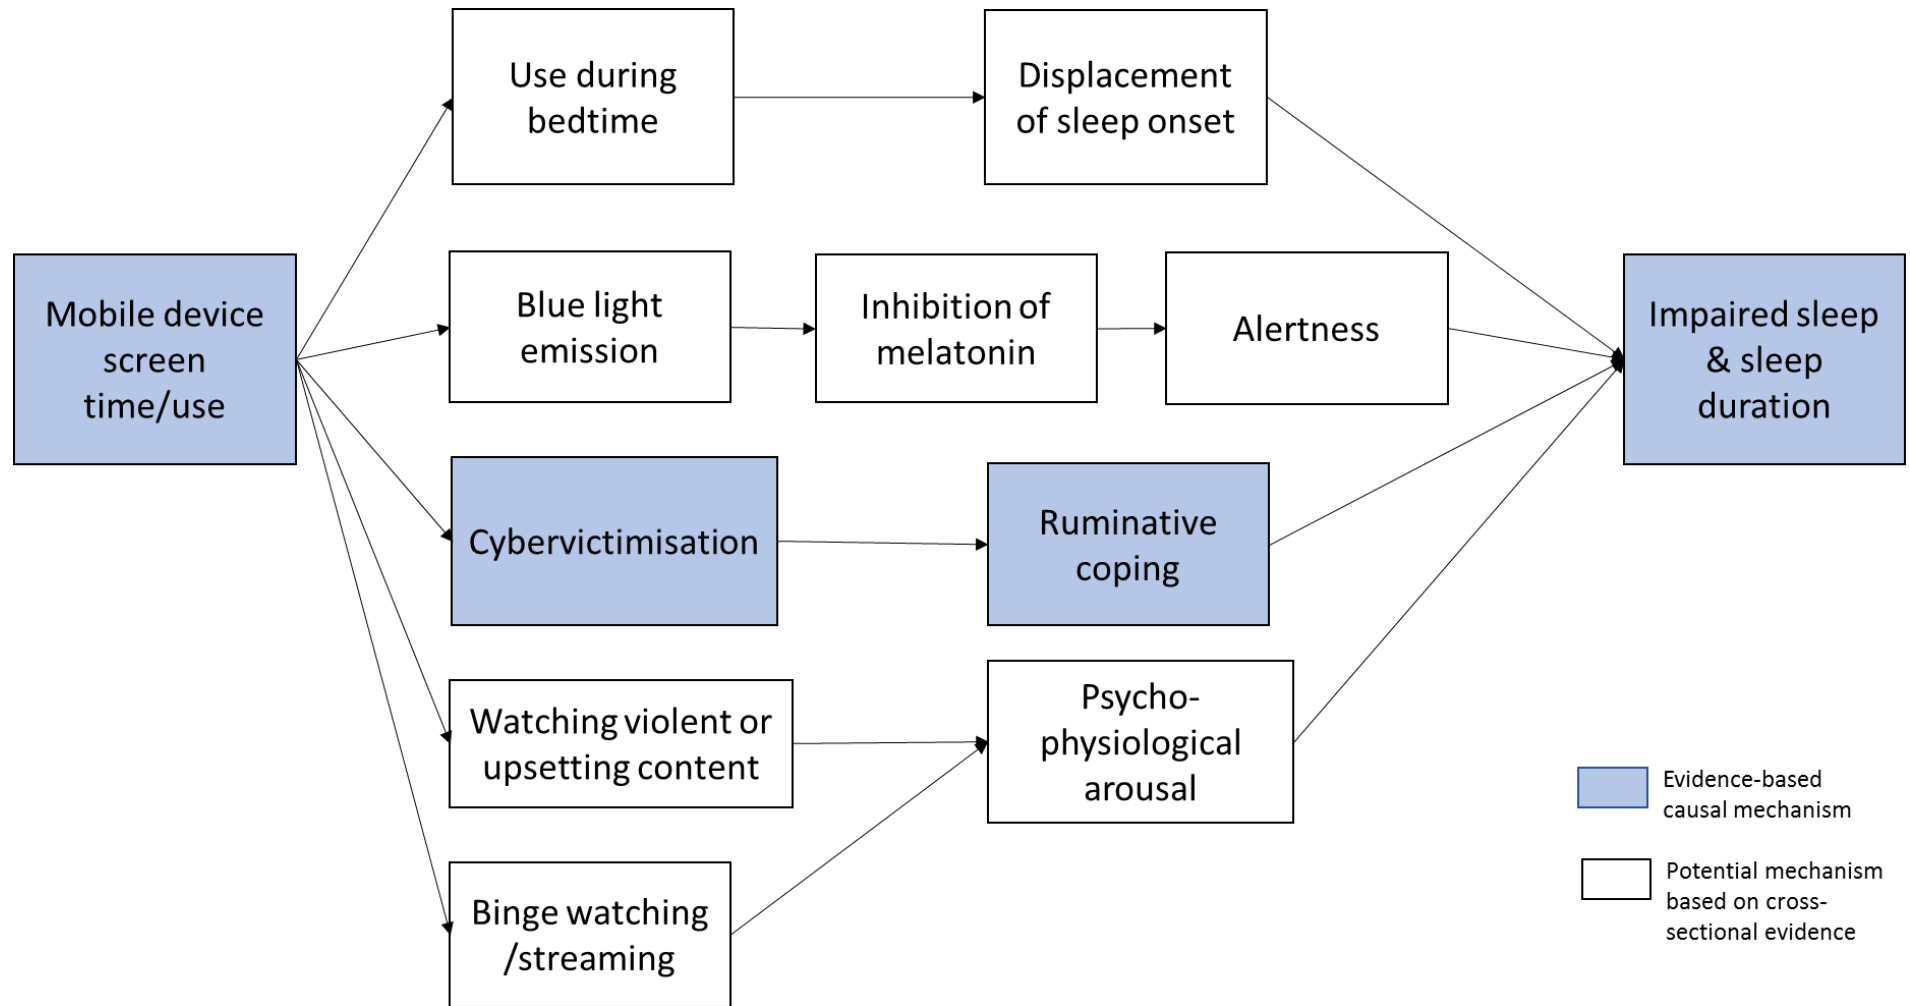 Use during
bedtime
Displacement
of sleep onset
Mobile device
screen
time/use
Blue light
emission
Inhibition of
melatonin
Alertness
Impaired sleep
& sleep
duration
Cybervictimisation
Ruminative
coping
Watching violent or
upsetting content
Psycho-
physiological
arousal
Binge watching
/streaming
Evidence-based
causal mechanism
Potential mechanism
based on cross-
sectional evidence